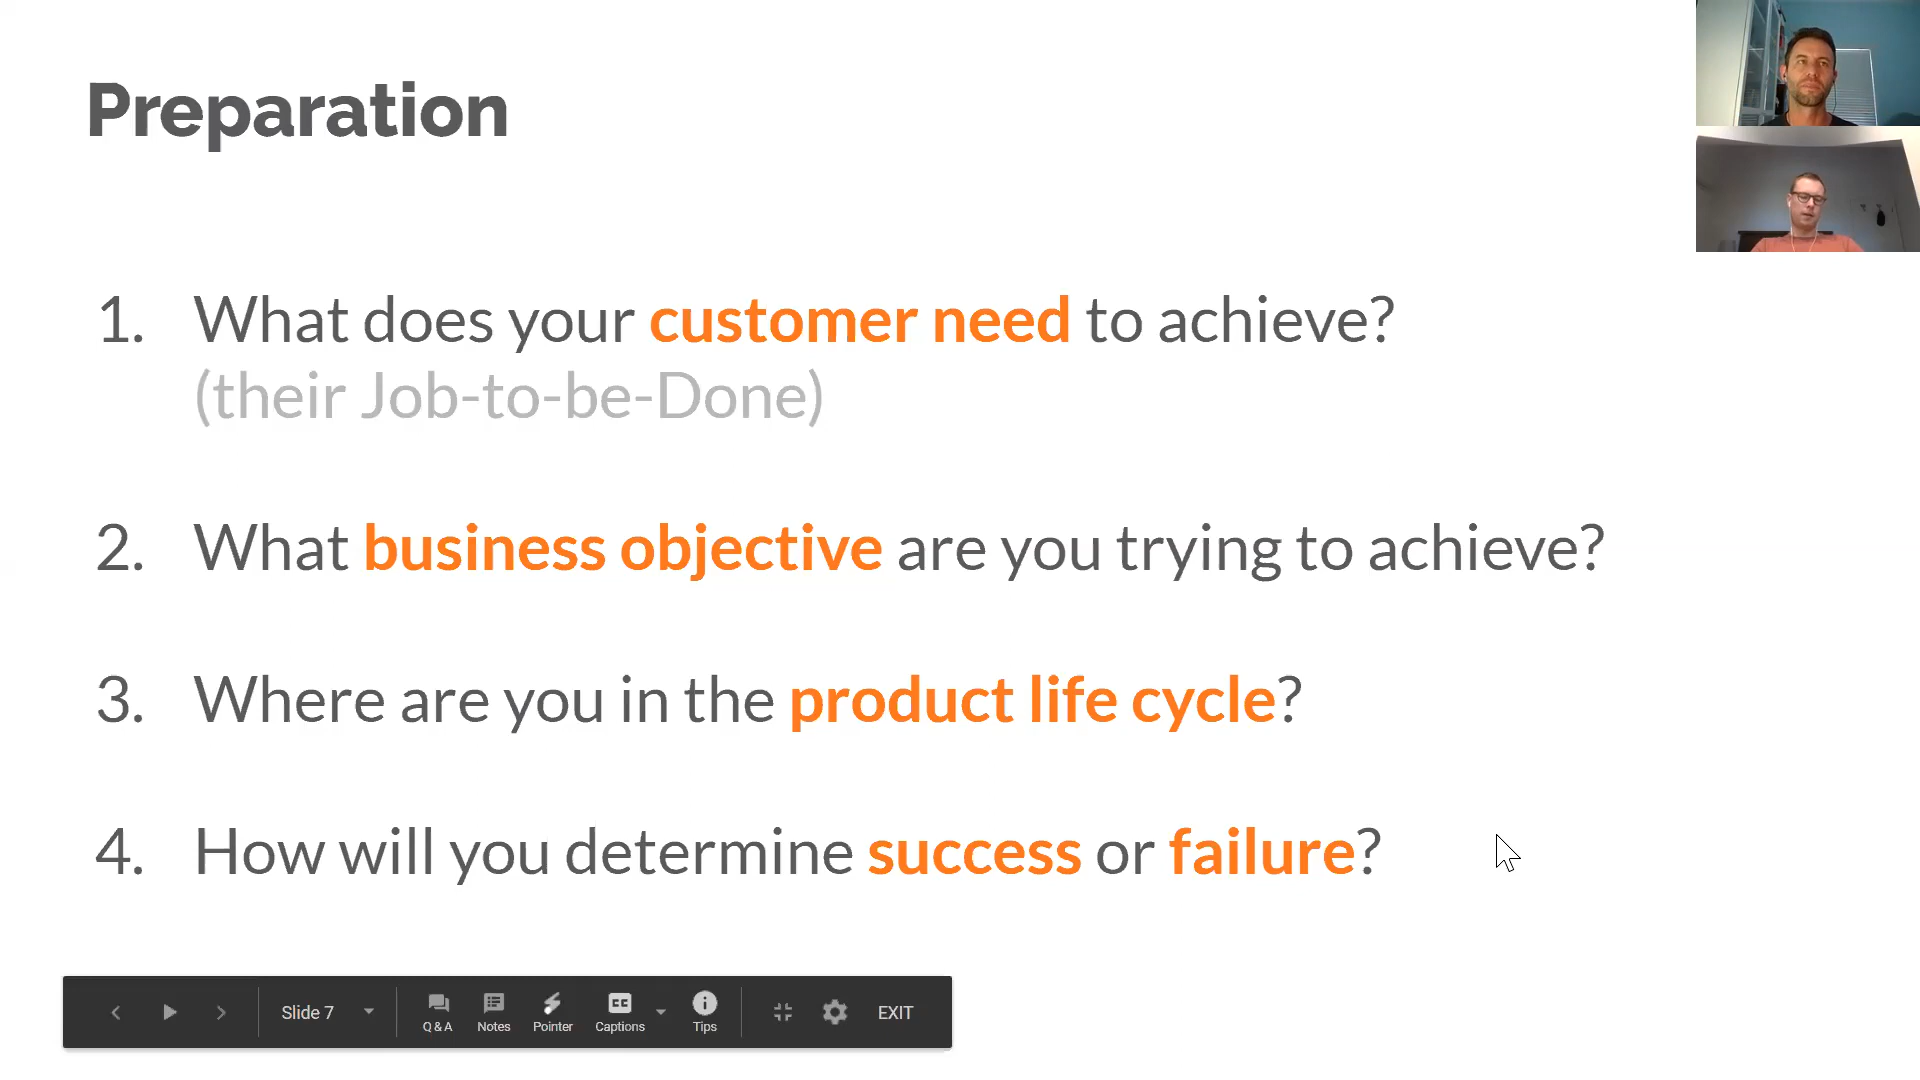 Preparation
1. What does your customer need to achieve?
(their Job-to-be-Done)
2. What business objective are you trying to achieve?
3. Where are you in the product life cycle?
4. How will you determine success or failure?
Slide 7
Q & A
Notes
Pointer
CC
Captions
Tips
EXIT